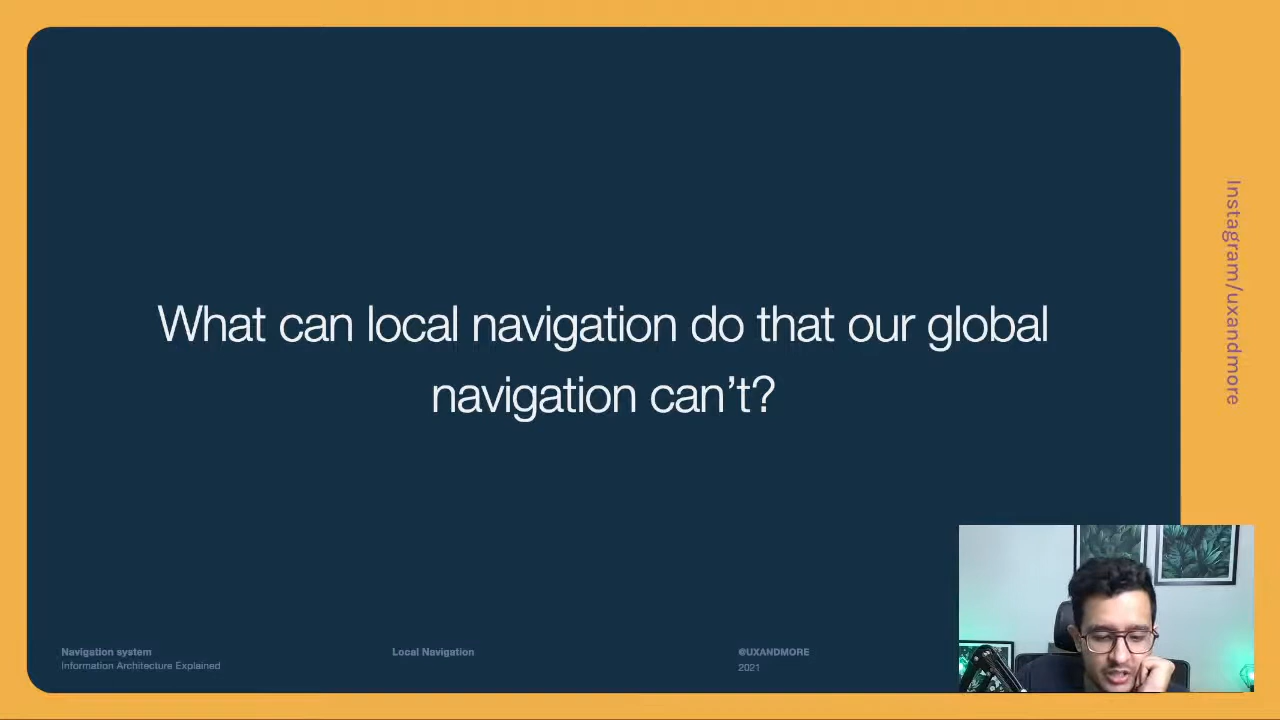 What can local navigation do that our global
navigation can’t?
Instagram/uxandmore
Navigation system
Information Architecture Explained
Local Navigation
@UXANDMORE
2021